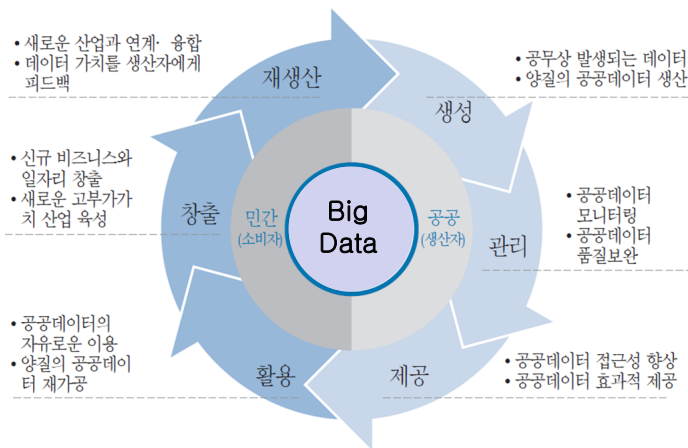 • 새로운 산업과 연계· 융합
• 데이터 가치를 생산자에게
피드백
재생산
• 공무상 발생되는 데이터
• 양질의 공공데이터 생산
생성
• 신규 비즈니스와
일자리 창출
• 새로운 고부가가
치 산업 육성
창출
민간
(소비자)
Big
Data
공공
(생산자)
관리
• 공공데이터
모니터링
• 공공데이터
품질보완
• 공공데이터의
자유로운 이용
• 양질의 공공데이
터 재가공
활용
제공
• 공공데이터 접근성 향상
• 공공데이터 효과적 제공